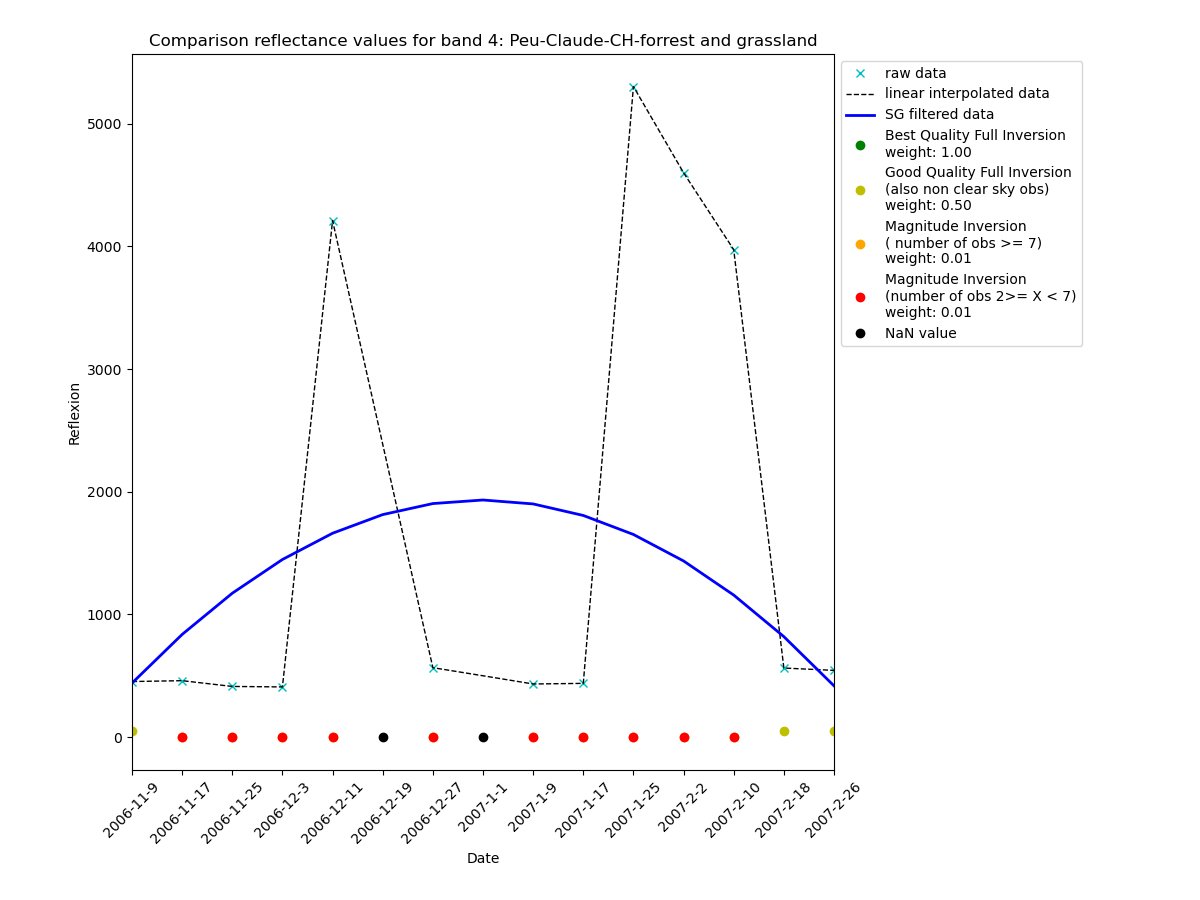 Comparison reflectance values for band 4: Peu-Claude-CH-forrest and grassland
raw data
linear interpolated data
SG filtered data
Best Quality Full Inversion
weight: 1.00
Good Quality Full Inversion
(also non clear sky obs)
weight: 0.50
Magnitude Inversion
( number of obs >= 7)
weight: 0.01
Magnitude Inversion
(number of obs 2>= X < 7)
weight: 0.01
NaN value
Reflexion
5000
4000
3000
2000
1000
0
2006-11-9
2006-11-17
2006-11-25
2006-12-3
2006-12-11
2006-12-19
2006-12-27
2007-1-1
2007-1-9
2007-1-17
2007-1-25
2007-2-2
2007-2-10
2007-2-18
2007-2-26
Date